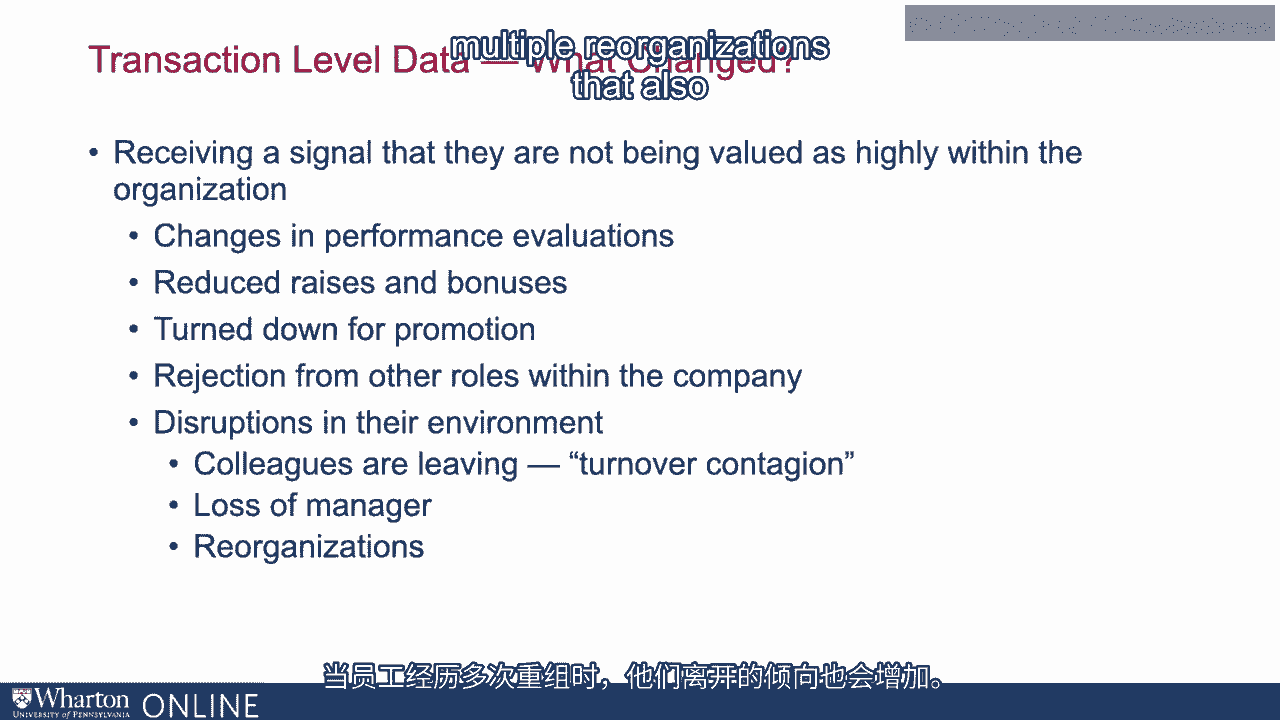 multiple reorganizations
that also
Transaction Level Data — What Changed?
• Receiving a signal that they are not being valued as highly within the
organization
• Changes in performance evaluations
• Reduced raises and bonuses
• Turned down for promotion
• Rejection from other roles within the company
• Disruptions in their environment
• Colleagues are leaving — “turnover contagion”
• Loss of manager
• Reorganizations
当员工经历多次重组时，他们离开的倾向也会增加。
Wharton ONLINE
UNIVERSITY of PENNSYLVANIA